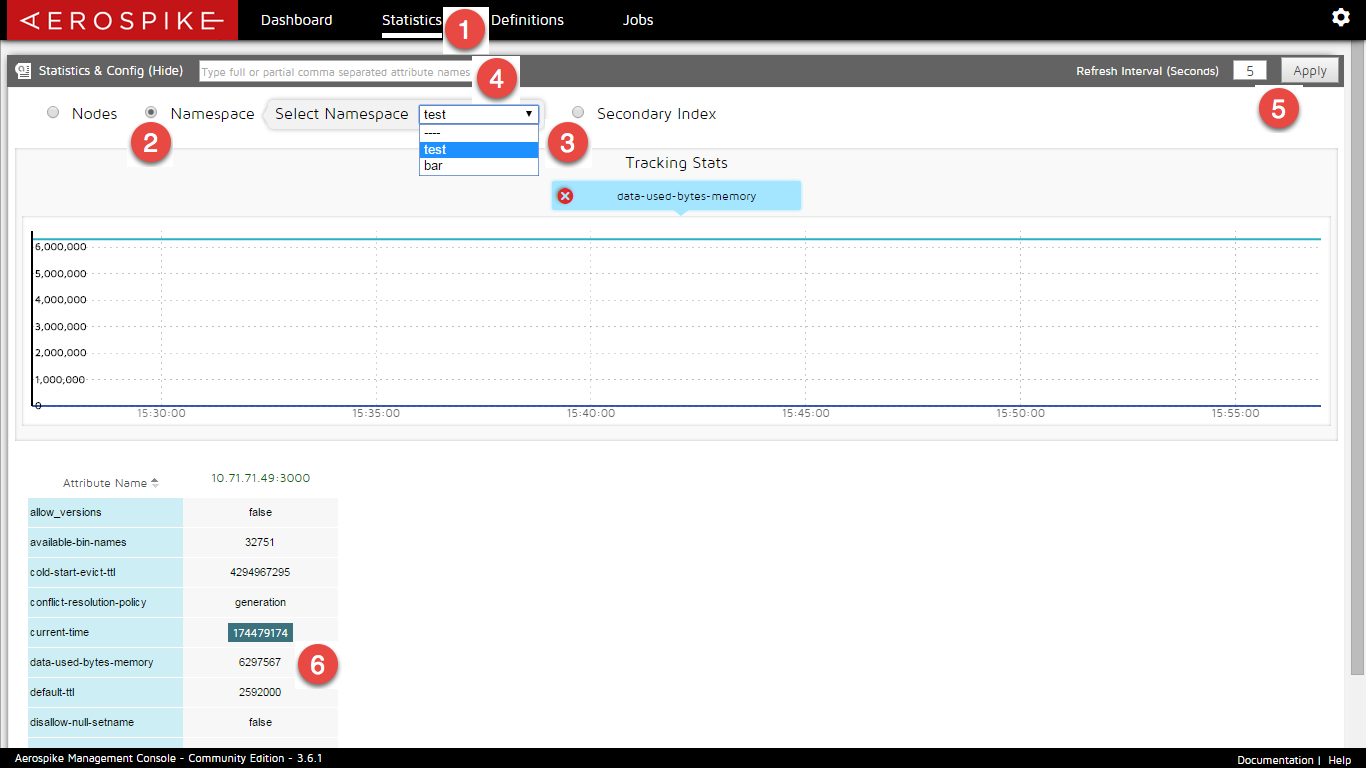 AEROSPIKE Dashboard Statistics Definitions Jobs
1
Statistics & Config (Hide) Type full or partial comma separated attribute names Refresh Interval (Seconds) 5 Apply
4
5
Nodes Namespace Select Namespace test Secondary Index
2
3
----
test
bar
Tracking Stats
data-used-bytes-memory
6,000,000
5,000,000
4,000,000
3,000,000
2,000,000
1,000,000
0
15:30:00 15:35:00 15:40:00 15:45:00 15:50:00 15:55:00
Attribute Name 10.71.71.49:3000
allow_versions false
available-bin-names 32751
cold-start-evict-ttl 4294967295
conflict-resolution-policy generation
current-time 174479174
data-used-bytes-memory 6297567
6
default-ttl 2592000
disallow-null-setname false
Aerospike Management Console - Community Edition - 3.6.1 Documentation | Help